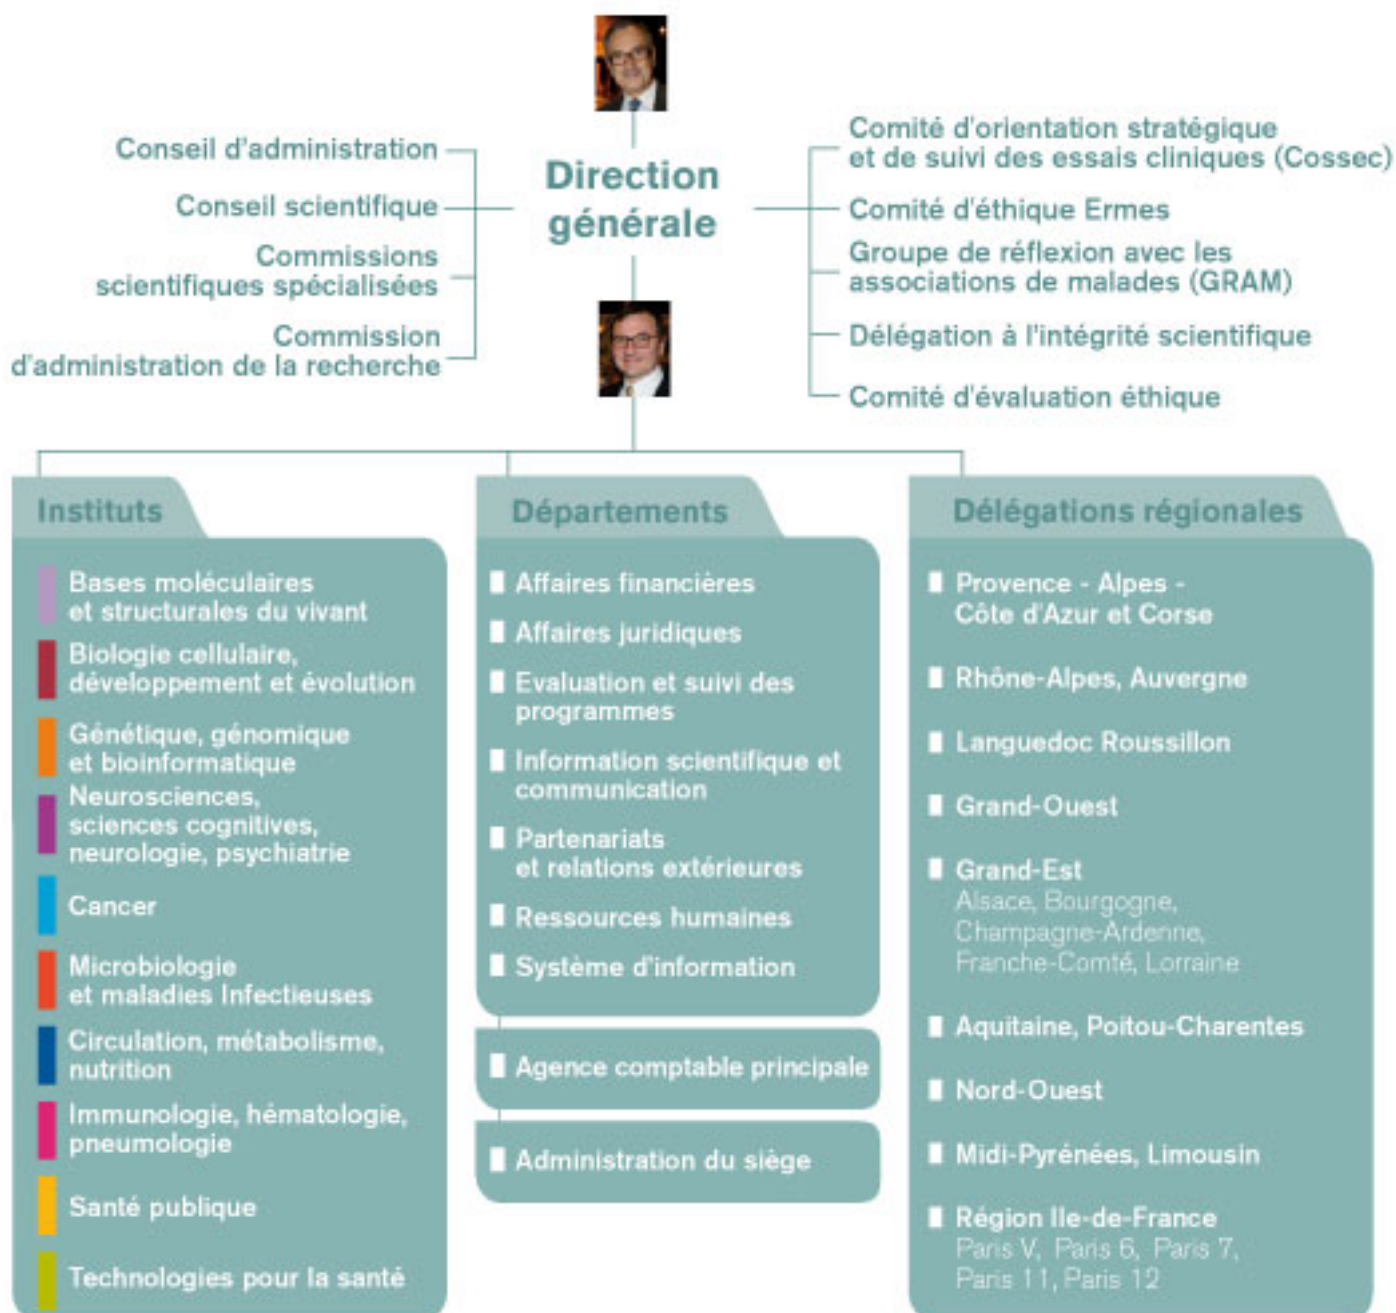 Conseil d'administration
Conseil scientifique
Commissions
scientifiques spécialisées
Commission
d'administration de la recherche
Direction
générale
Comité d'orientation stratégique
et de suivi des essais cliniques (Cossec)
Comité d'éthique Ermes
Groupe de réflexion avec les
associations de malades (GRAM)
Délégation à l'intégrité scientifique
Comité d'évaluation éthique
Instituts
Bases moléculaires
et structurales du vivant
Biologie cellulaire,
développement et évolution
Génétique, génomique
et bioinformatique
Neurosciences,
sciences cognitives,
neurologie, psychiatrie
Cancer
Microbiologie
et maladies Infectieuses
Circulation, métabolisme,
nutrition
Immunologie, hématologie,
pneumologie
Santé publique
Technologies pour la santé
Départements
Affaires financières
Affaires juridiques
Evaluation et suivi des
programmes
Information scientifique et
communication
Partenariats
et relations extérieures
Ressources humaines
Système d'information
Agence comptable principale
Administration du siège
Délégations régionales
Provence - Alpes -
Côte d'Azur et Corse
Rhône-Alpes, Auvergne
Languedoc Roussillon
Grand-Ouest
Grand-Est
Alsace, Bourgogne,
Champagne-Ardenne,
Franche-Comté, Lorraine
Aquitaine, Poitou-Charentes
Nord-Ouest
Midi-Pyrénées, Limousin
Région Ile-de-France
Paris V, Paris 6, Paris 7,
Paris 11, Paris 12